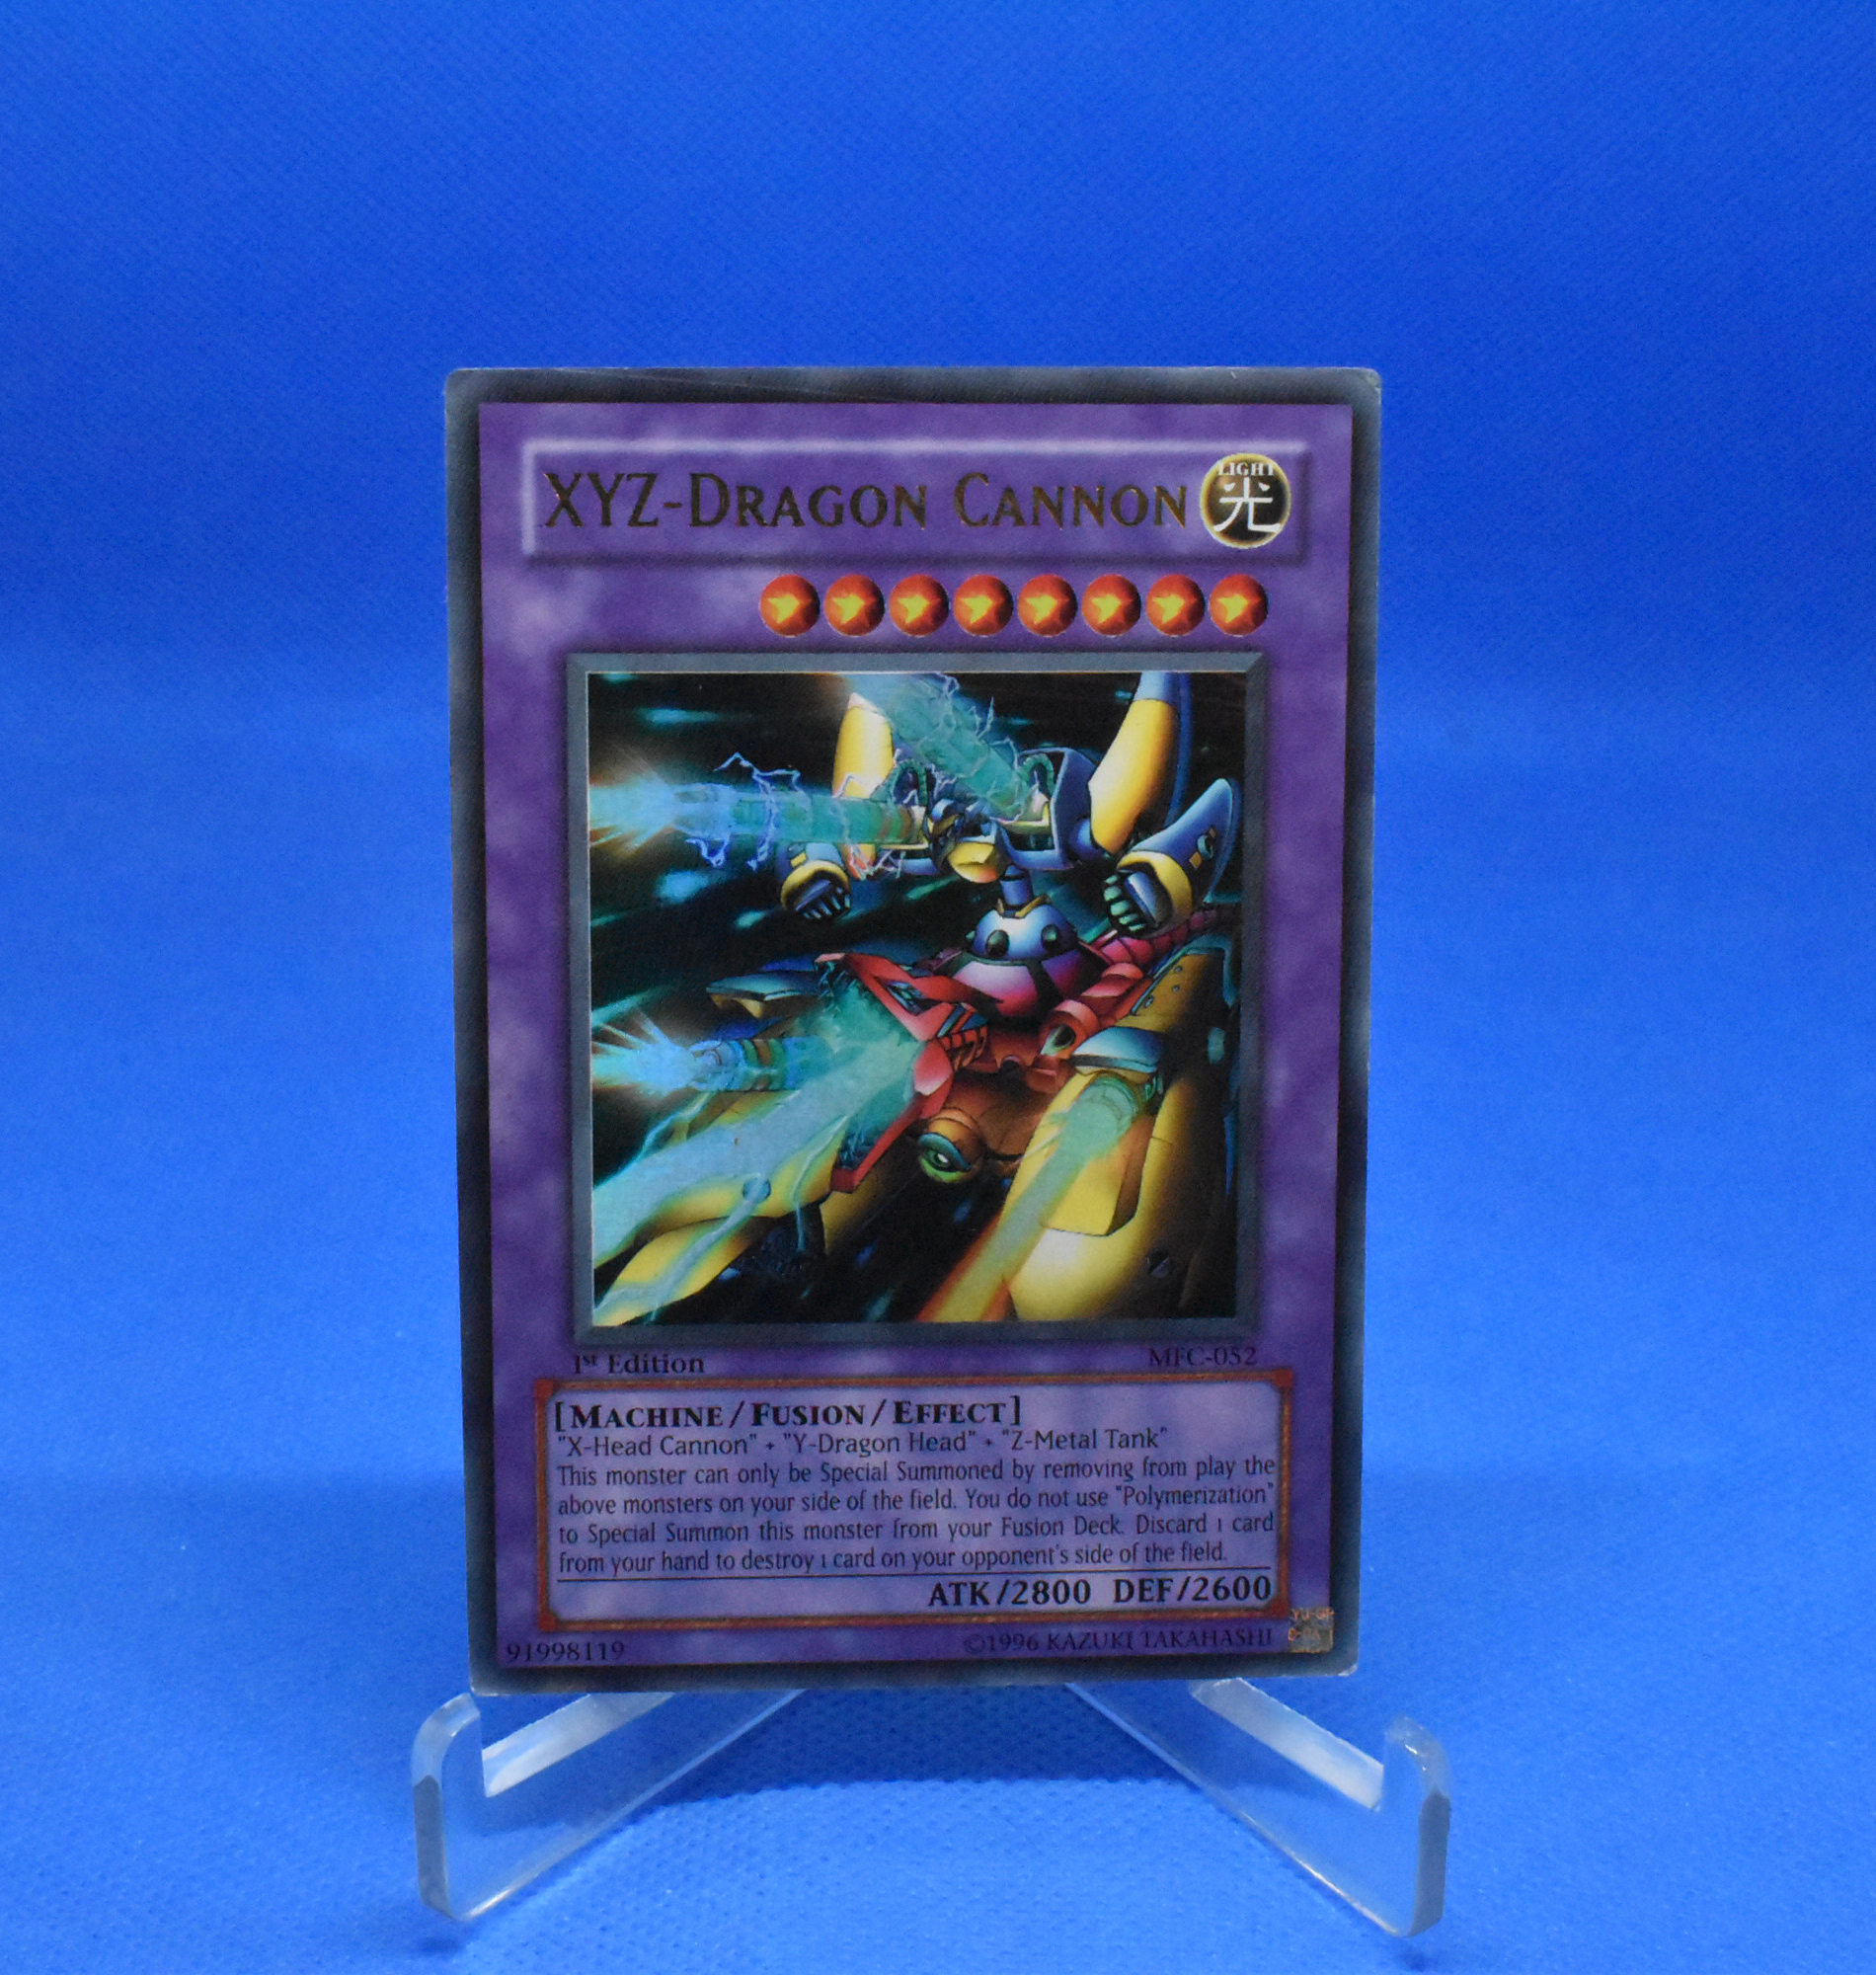 XYZ-Dragon Cannon
LIGHT
光
1st Edition
MFC-052
[Machine/Fusion/Effect]
"X-Head Cannon" + "Y-Dragon Head" + "Z-Metal Tank"
This monster can only be Special Summoned by removing from play the
above monsters on your side of the field. You do not use "Polymerization"
to Special Summon this monster from your Fusion Deck. Discard 1 card
from your hand to destroy 1 card on your opponent's side of the field.
ATK/2800 DEF/2600
91998119
©1996 KAZUKI TAKAHASHI